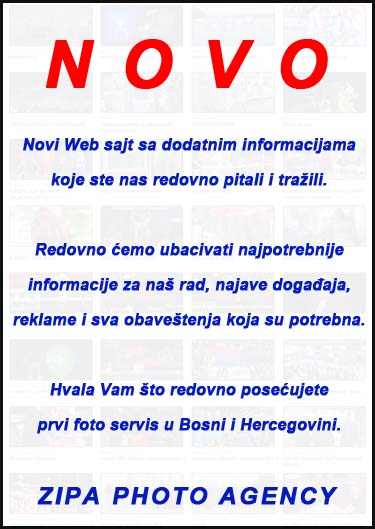 N O V O
Novi Web sajt sa dodatnim informacijama
koje ste nas redovno pitali i tražili.
Redovno ćemo ubacivati najpotrebnije
informacije za naš rad, najave događaja,
reklame i sva obaveštenja koja su potrebna.
Hvala Vam što redovno posećujete
prvi foto servis u Bosni i Hercegovini.
ZIPA PHOTO AGENCY